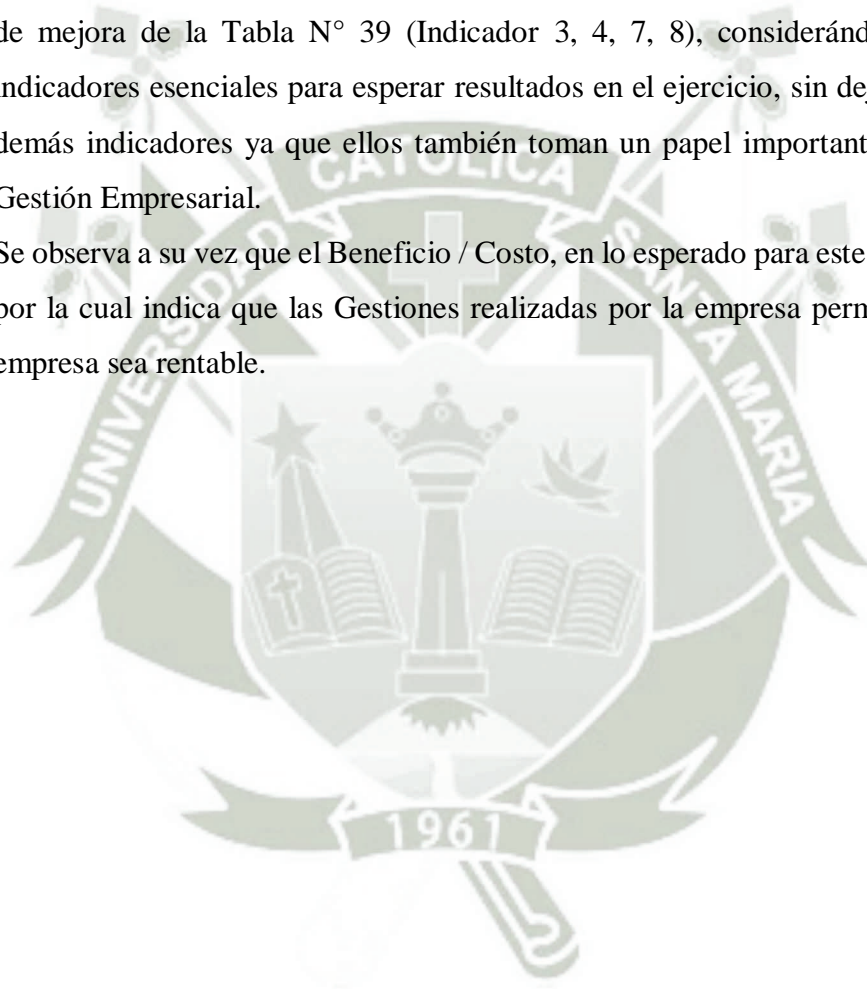 de mejora de la Tabla N° 39 (Indicador 3, 4, 7, 8), consideránd
indicadores esenciales para esperar resultados en el ejercicio, sin dej
demás indicadores ya que ellos también toman un papel important
Gestión Empresarial.
Se observa a su vez que el Beneficio / Costo, en lo esperado para este
por la cual indica que las Gestiones realizadas por la empresa perm
empresa sea rentable.
UNIVERSIDAD CATOLICA SANTA MARIA
1961